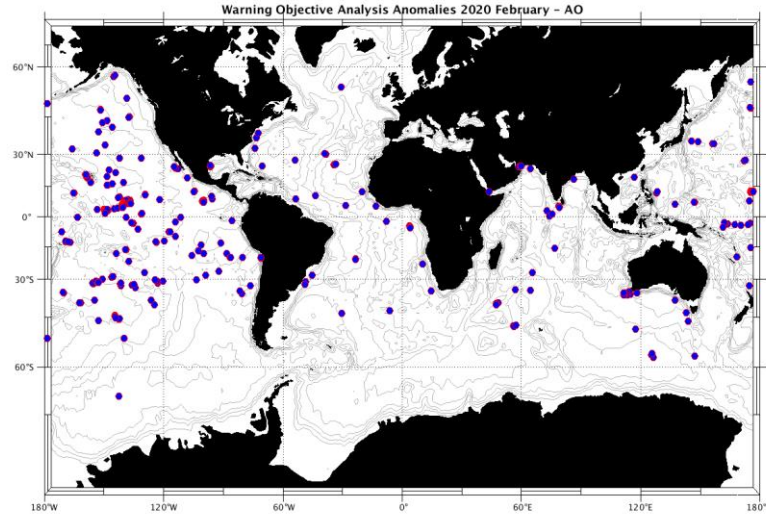 Warning Objective Analysis Anomalies 2020 February - AO
60°N
30°N
0°
30°S
60°S
180°W 120°W 60°W 0° 60°E 120°E 180°